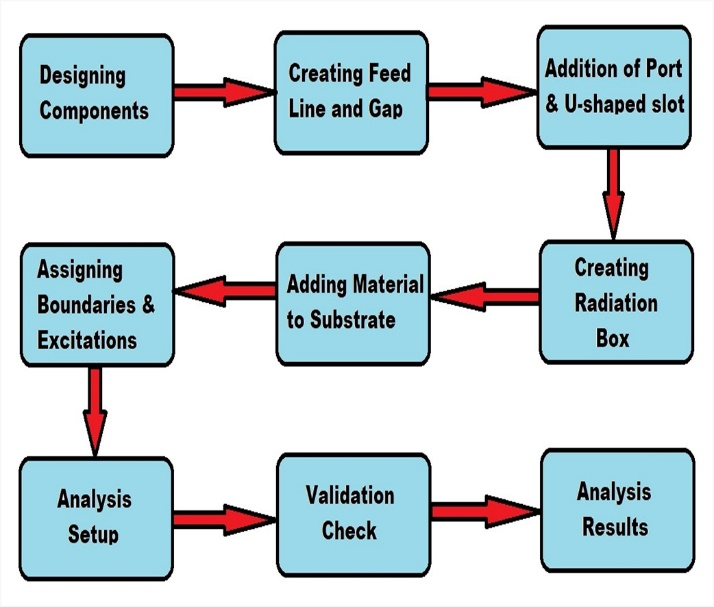 Designing
Components
Creating Feed
Line and Gap
Addition of Port
& U-shaped slot
Creating
Radiation
Box
Adding Material
to Substrate
Assigning
Boundaries &
Excitations
Analysis
Setup
Validation
Check
Analysis
Results